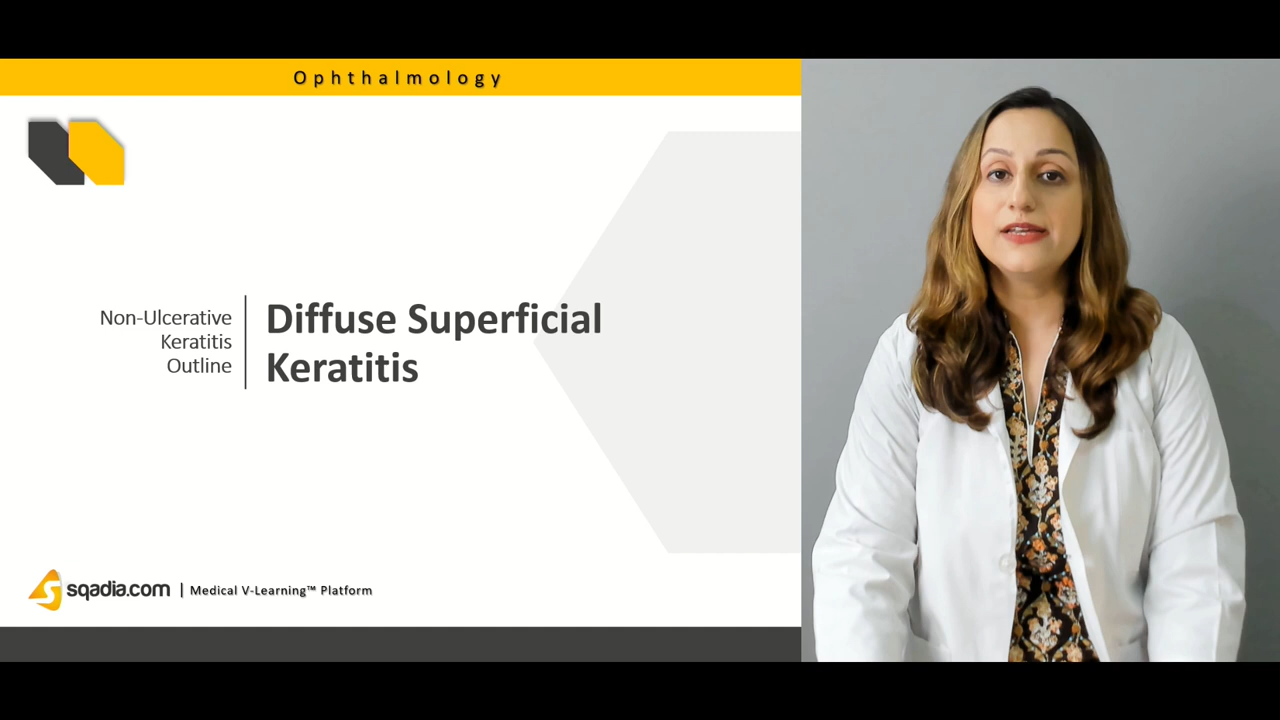 Ophthalmology
Non-Ulcerative
Keratitis
Outline
Diffuse Superficial
Keratitis
sqadia.com | Medical V-Learning™ Platform